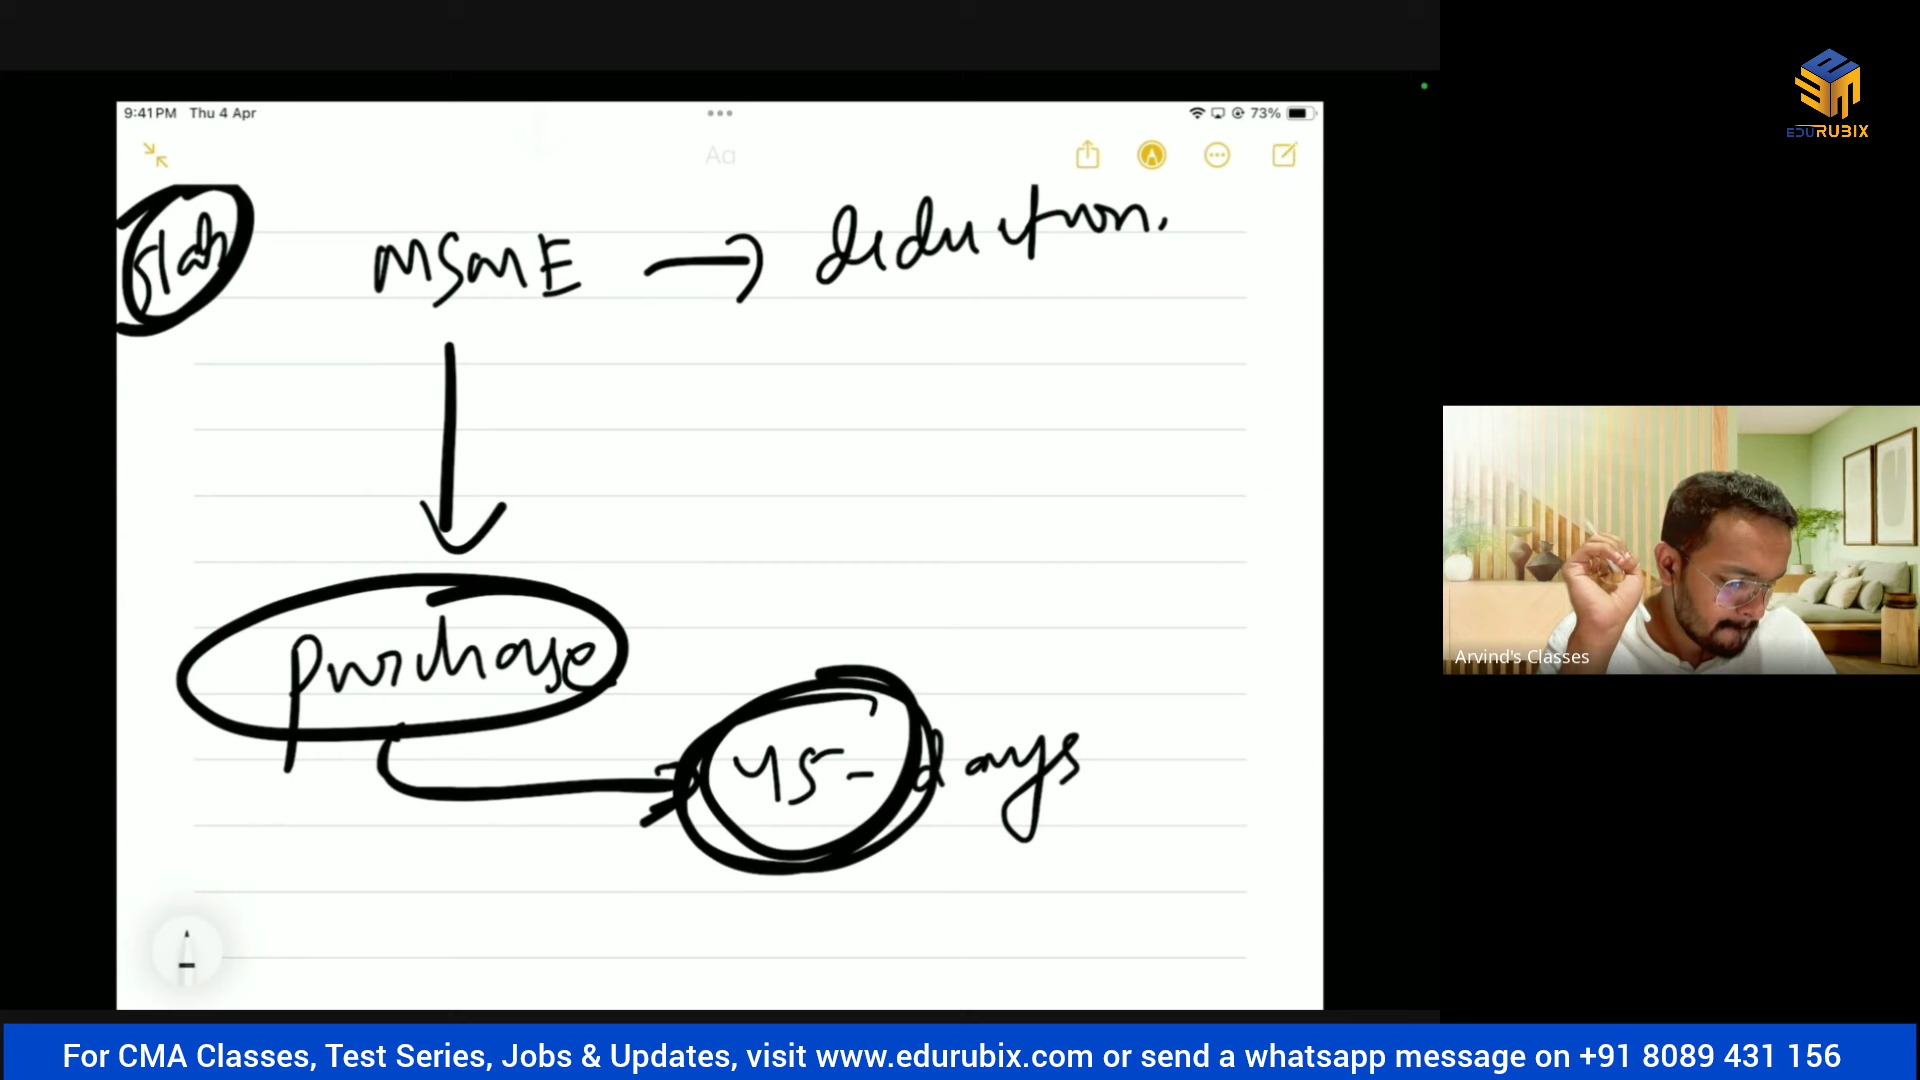 9:41 PM Thu 4 Apr
73%
Aa
EDURUBIX
slab MSME → deduction.
purchase
45 - days
Arvind's Classes
For CMA Classes, Test Series, Jobs & Updates, visit www.edurubix.com or send a whatsapp message on +91 8089 431 156